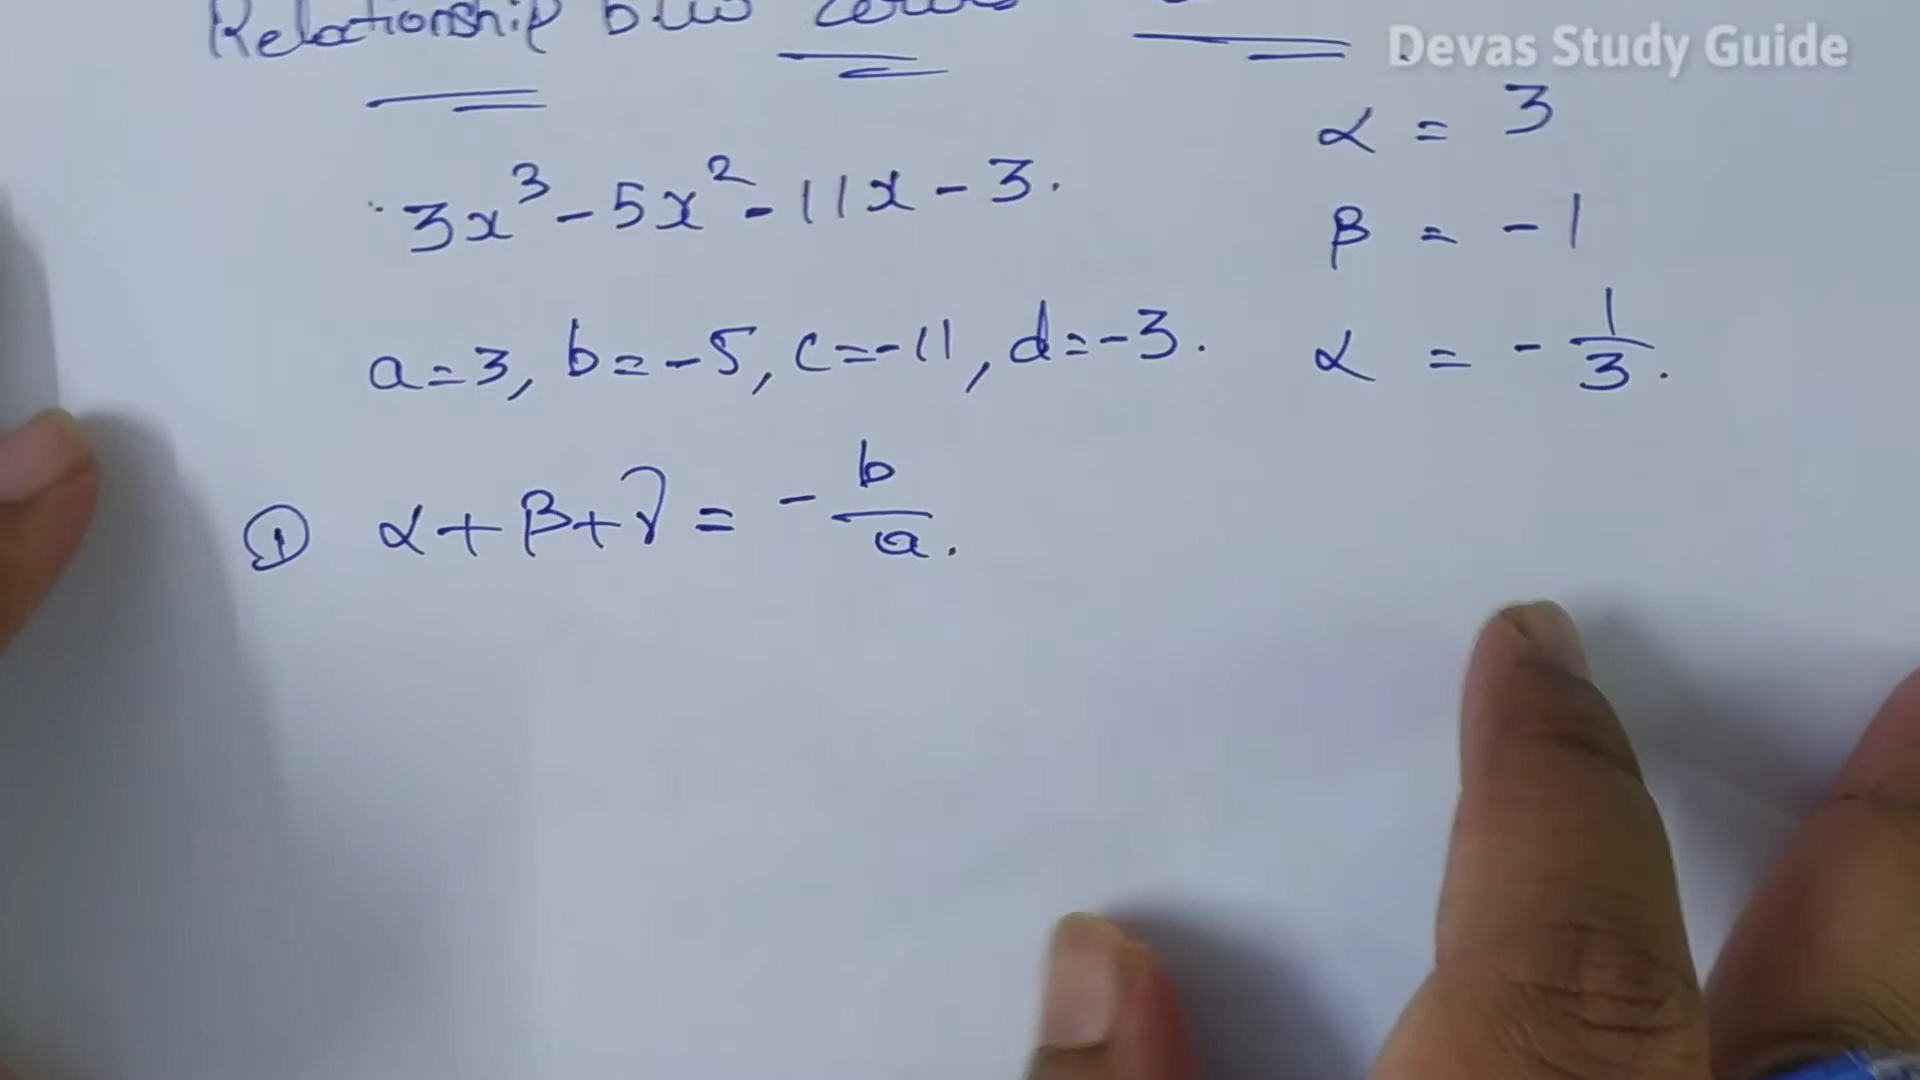 Relationship b/w
Devas Study Guide
α = 3
3x³ - 5x² - 11x - 3.
β = -1
a=3, b=-5, c=-11, d=-3.
α = -1/3.
① α+β+γ = -b/a.